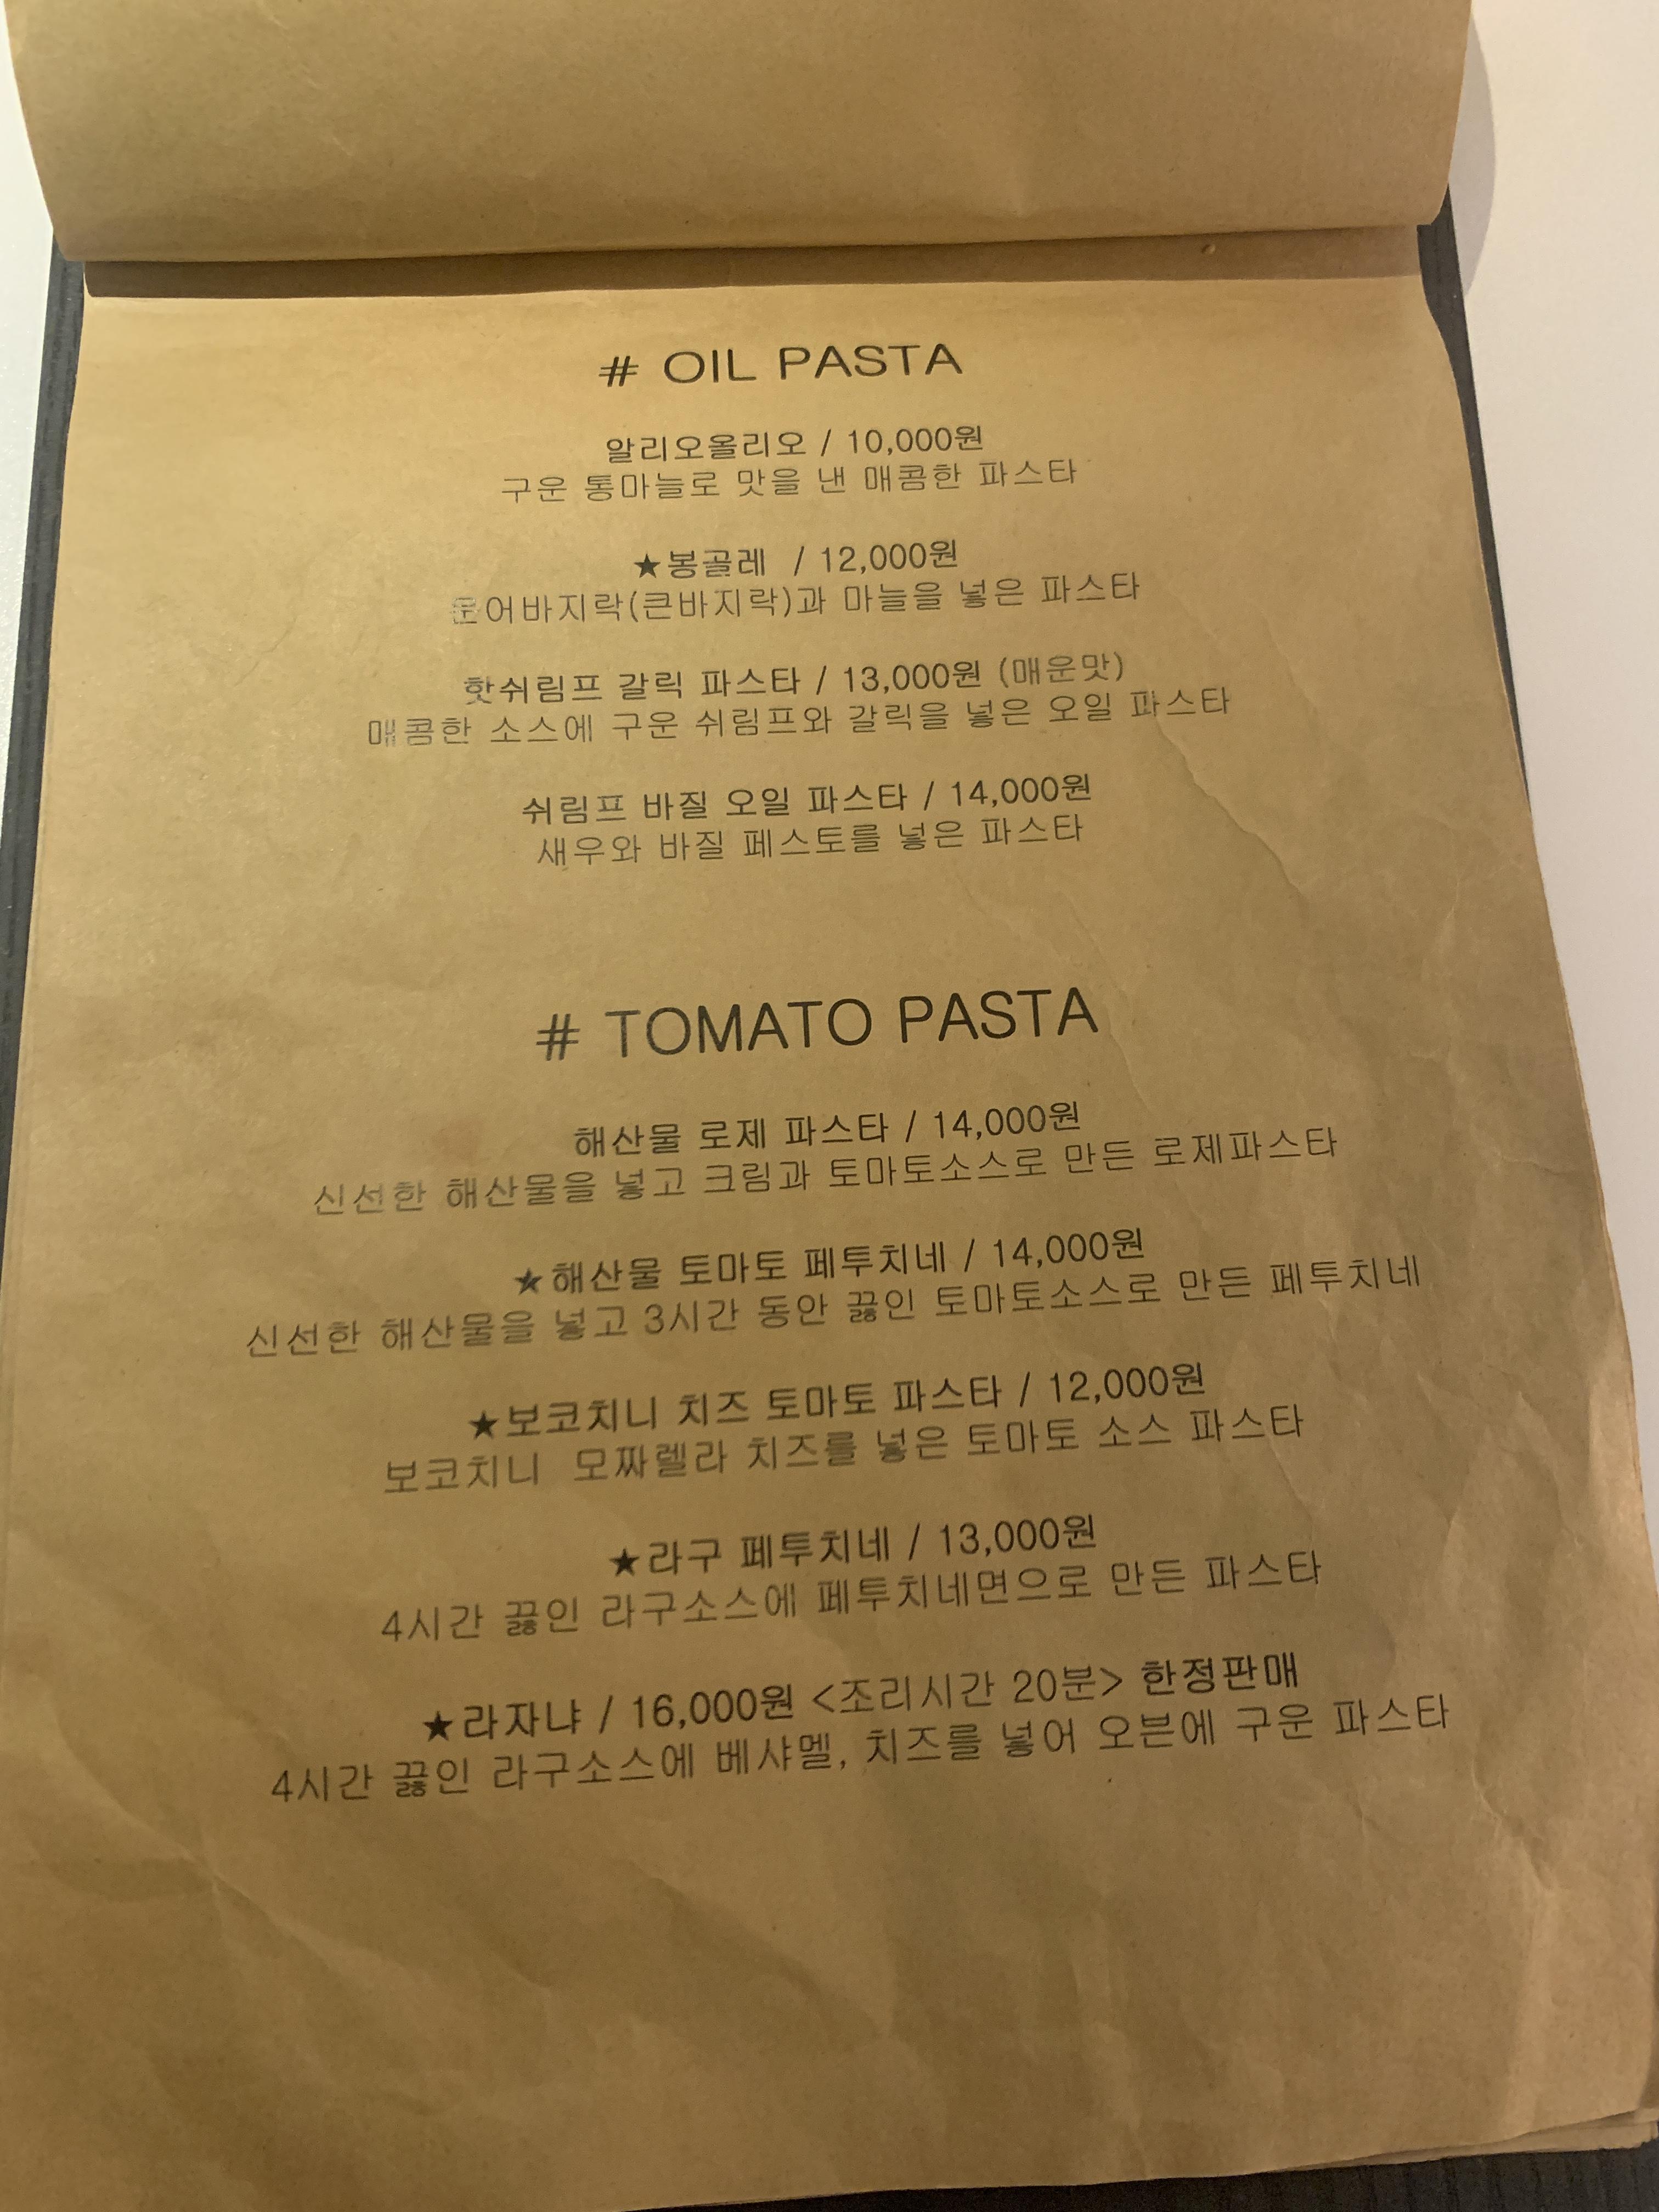 # OIL PASTA
알리오올리오 / 10,000원
구운 통마늘로 맛을 낸 매콤한 파스타
★봉골레 / 12,000원
운어바지락(큰바지락)과 마늘을 넣은 파스타
핫쉬림프 갈릭 파스타 / 13,000원 (매운맛)
매콤한 소스에 구운 쉬림프와 갈릭을 넣은 오일 파스타
쉬림프 바질 오일 파스타 / 14,000원
새우와 바질 페스토를 넣은 파스타
# TOMATO PASTA
해산물 로제 파스타 / 14,000원
신선한 해산물을 넣고 크림과 토마토소스로 만든 로제파스타
★해산물 토마토 페투치네 / 14,000원
신선한 해산물을 넣고 3시간 동안 끓인 토마토소스로 만든 페투치네
★보코치니 치즈 토마토 파스타 / 12,000원
보코치니 모짜렐라 치즈를 넣은 토마토 소스 파스타
★라구 페투치네 / 13,000원
4시간 끓인 라구소스에 페투치네면으로 만든 파스타
★라자냐 / 16,000원 <조리시간 20분> 한정판매
4시간 끓인 라구소스에 베샤멜, 치즈를 넣어 오븐에 구운 파스타